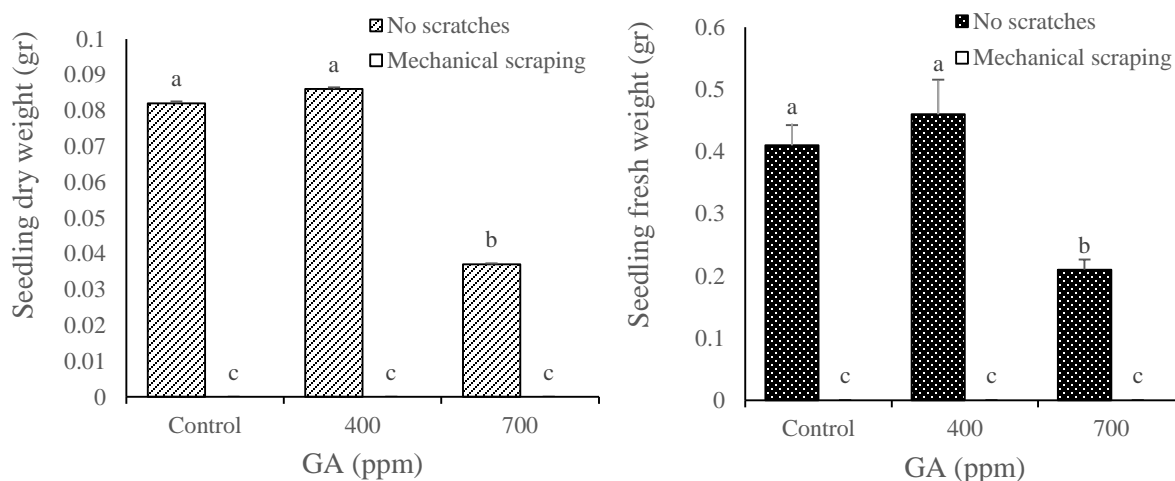 No scratches
Mechanical scraping
Seedling dry weight (gr)
0.1
0.09
0.08
0.07
0.06
0.05
0.04
0.03
0.02
0.01
0
a
a
b
c
c
c
Control
400
700
GA (ppm)
No scratches
Mechanical scraping
Seedling fresh weight (gr)
0.6
0.5
0.4
0.3
0.2
0.1
0
a
a
b
c
c
c
Control
400
700
GA (ppm)